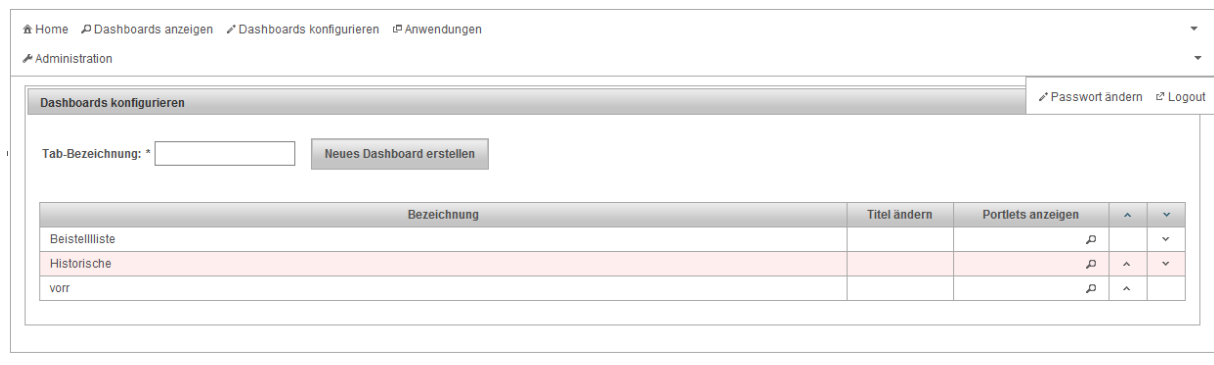 Home Dashboards anzeigen Dashboards konfigurieren Anwendungen
Administration
Passwort ändern Logout
Dashboards konfigurieren
Tab-Bezeichnung: * Neues Dashboard erstellen
Bezeichnung Titel ändern Portlets anzeigen
Beistelllliste
Historische
vorr